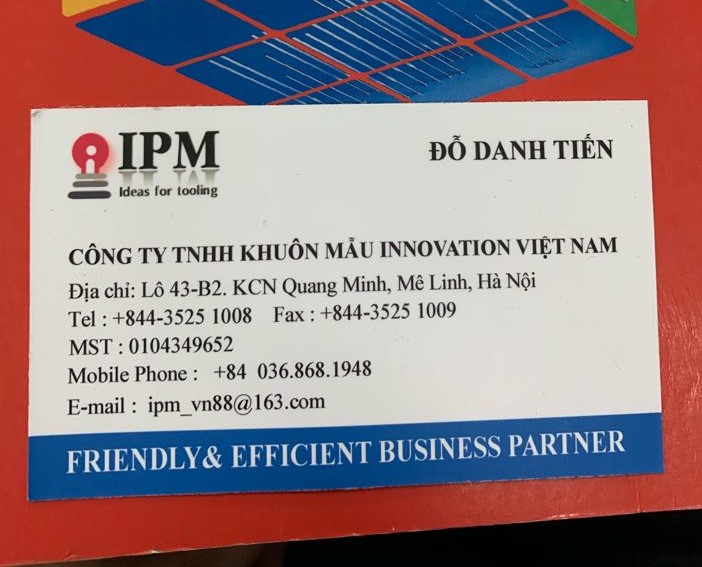 IPM
Ideas for tooling
ĐỖ DANH TIẾN
CÔNG TY TNHH KHUÔN MẪU INNOVATION VIỆT NAM
Địa chỉ: Lô 43-B2. KCN Quang Minh, Mê Linh, Hà Nội
Tel : +844-3525 1008 Fax : +844-3525 1009
MST : 0104349652
Mobile Phone : +84 036.868.1948
E-mail : ipm_vn88@163.com
FRIENDLY& EFFICIENT BUSINESS PARTNER